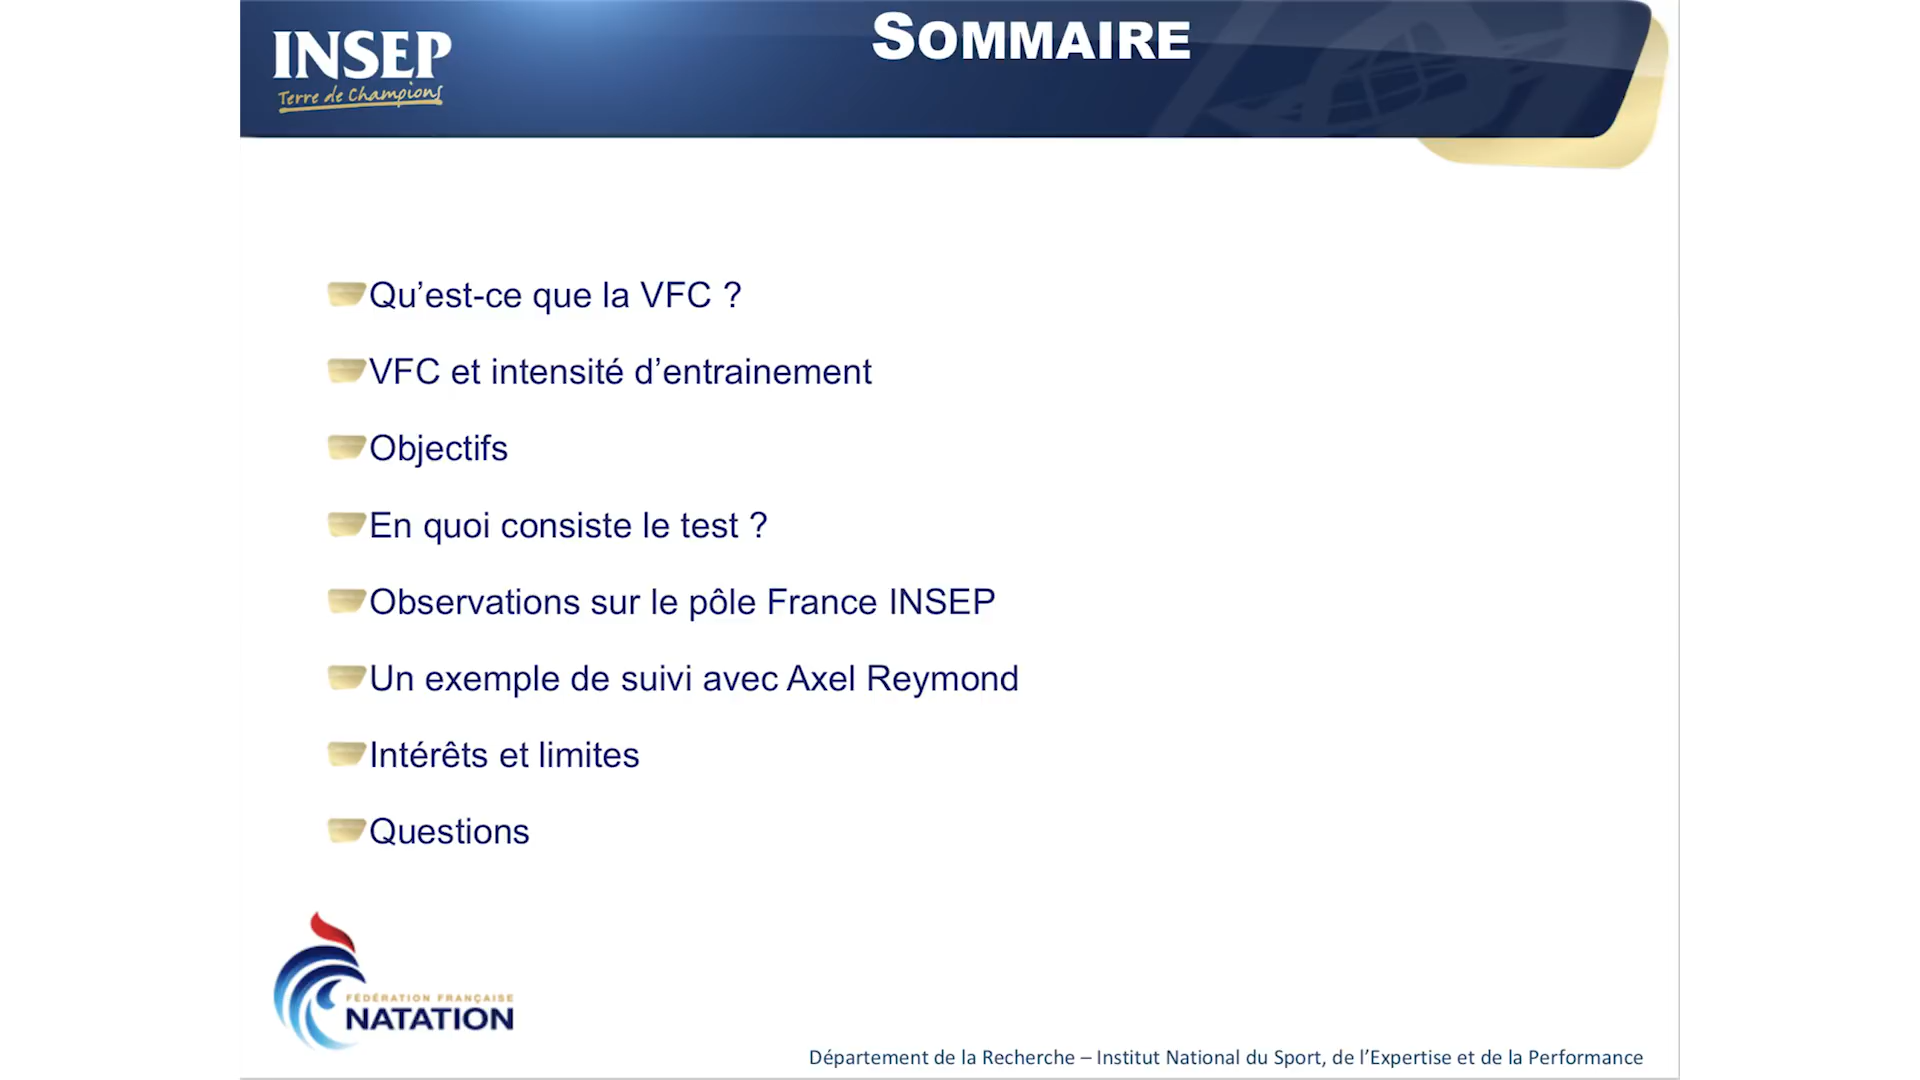 INSEP
Terre de Champions
SOMMAIRE
Qu’est-ce que la VFC ?
VFC et intensité d’entrainement
Objectifs
En quoi consiste le test ?
Observations sur le pôle France INSEP
Un exemple de suivi avec Axel Reymond
Intérêts et limites
Questions
FÉDÉRATION FRANÇAISE
NATATION
Département de la Recherche – Institut National du Sport, de l’Expertise et de la Performance